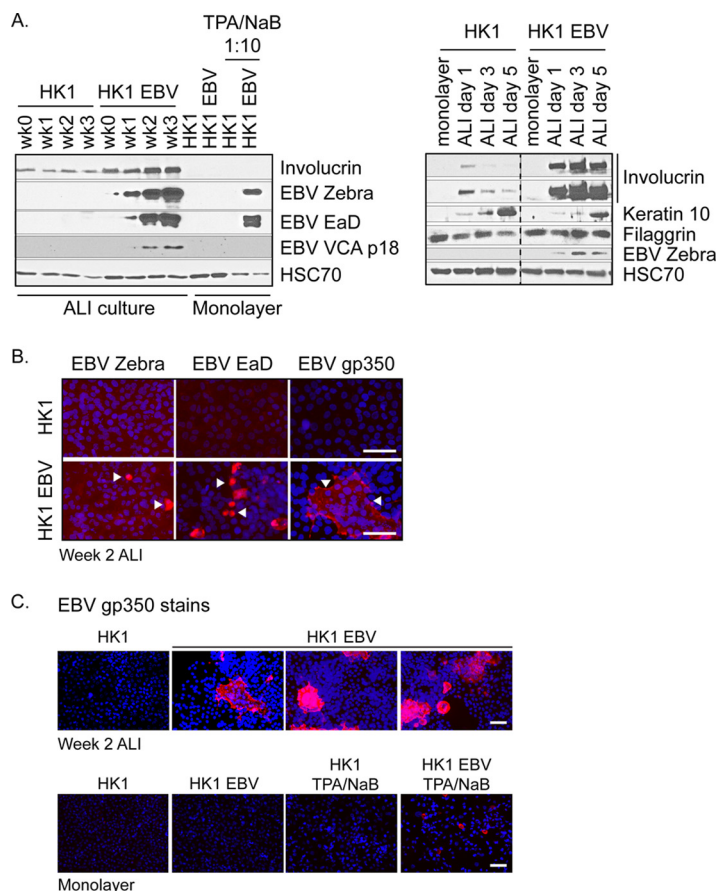 A.
TPA/NaB
1:10
HK1 HK1 EBV
wk0 wk1 wk2 wk3 wk0 wk1 wk2 wk3 HK1 HK1 EBV HK1 HK1 EBV
Involucrin
EBV Zebra
EBV EaD
EBV VCA p18
HSC70
ALI culture Monolayer
HK1 HK1 EBV
monolayer ALI day 1 ALI day 3 ALI day 5 monolayer ALI day 1 ALI day 3 ALI day 5
Involucrin
Keratin 10
Filaggrin
EBV Zebra
HSC70
B.
EBV Zebra EBV EaD EBV gp350
HK1
HK1 EBV
Week 2 ALI
C.
EBV gp350 stains
HK1 HK1 EBV
Week 2 ALI
HK1 HK1 EBV HK1 TPA/NaB HK1 EBV TPA/NaB
Monolayer